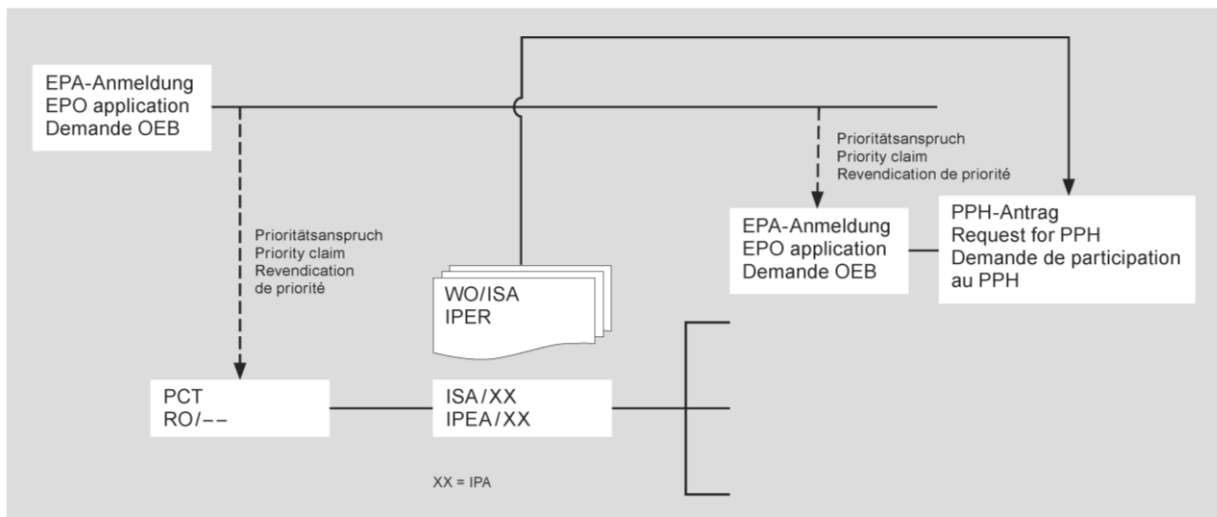 EPA-Anmeldung
EPO application
Demande OEB
Prioritätsanspruch
Priority claim
Revendication de priorité
Prioritätsanspruch
Priority claim
Revendication
de priorité
EPA-Anmeldung
EPO application
Demande OEB
PPH-Antrag
Request for PPH
Demande de participation
au PPH
WO/ISA
IPER
PCT
RO/––
ISA/XX
IPEA/XX
XX = IPA